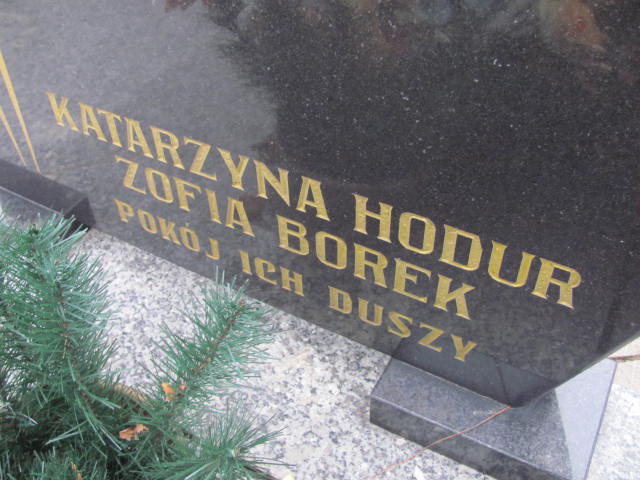 KATARZYNA HODUR
ZOFIA BOREK
POKÓJ ICH DUSZY